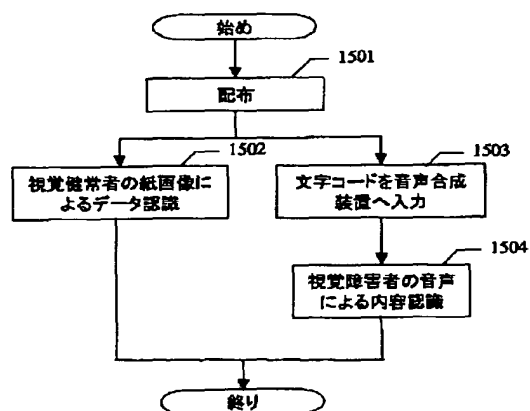 始め
1501
配布
1502
視覚健常者の紙画像に
よるデータ認識
1503
文字コードを音声合成
装置へ入力
1504
視覚障害者の音声
による内容認識
終り